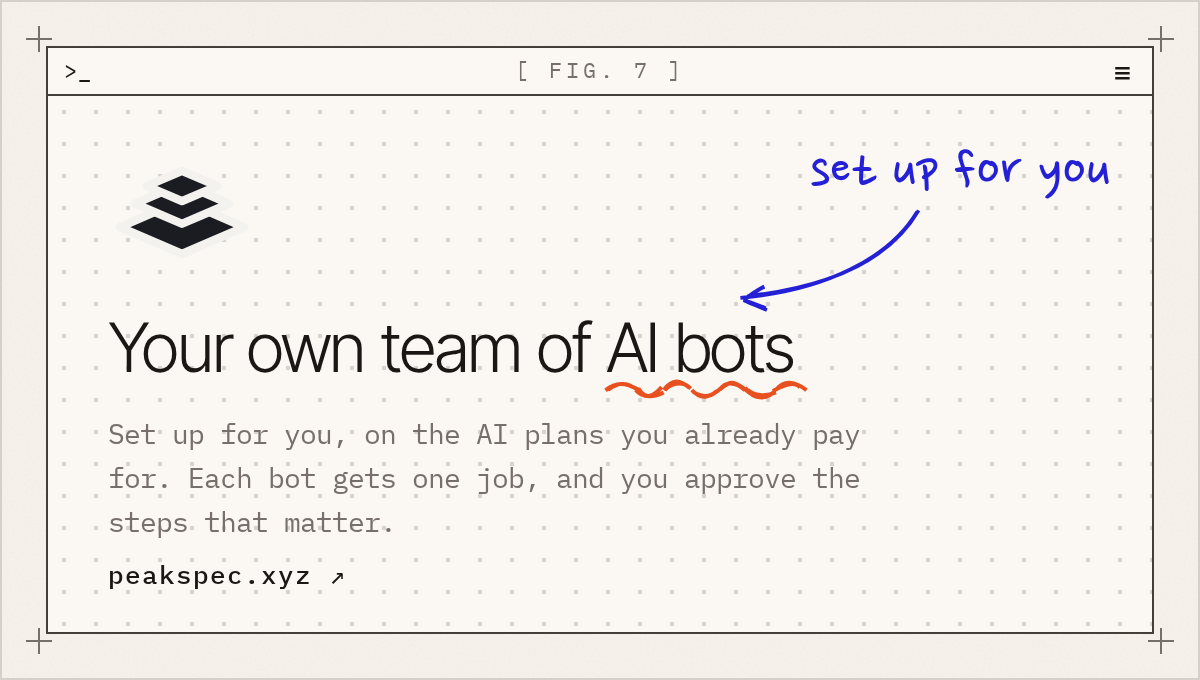 >_
[ FIG. 7 ]
set up for you
Your own team of AI bots
Set up for you, on the AI plans you already pay
for. Each bot gets one job, and you approve the
steps that matter.
peakspec.xyz ↗